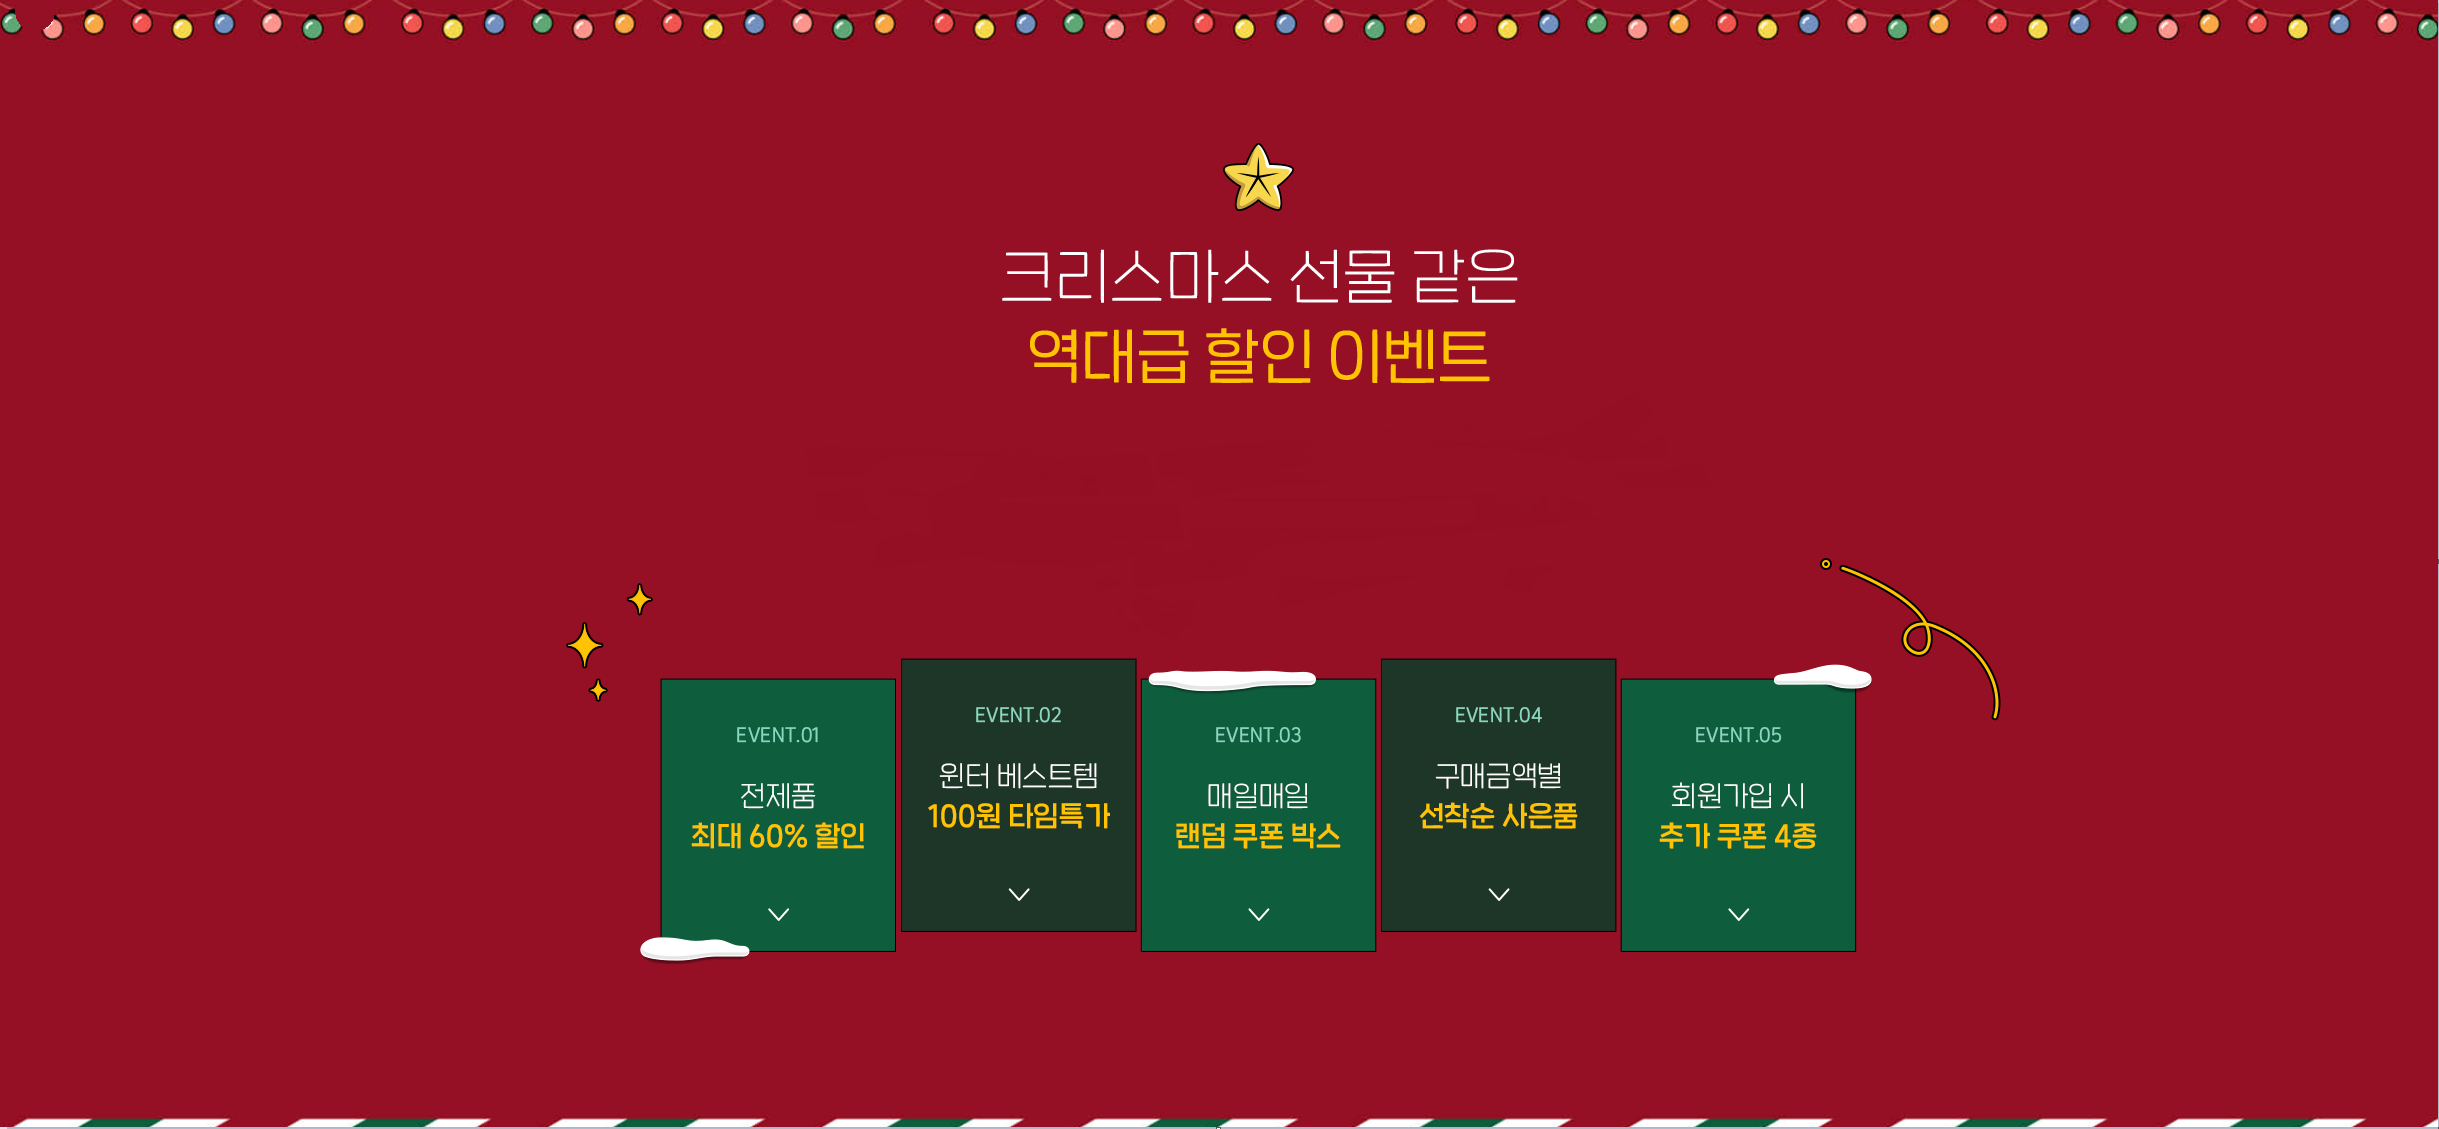 크리스마스 선물 같은
역대급 할인 이벤트
EVENT.01
전제품
최대 60% 할인
EVENT.02
윈터 베스트템
100원 타임특가
EVENT.03
매일매일
랜덤 쿠폰 박스
EVENT.04
구매금액별
선착순 사은품
EVENT.05
회원가입 시
추가 쿠폰 4종